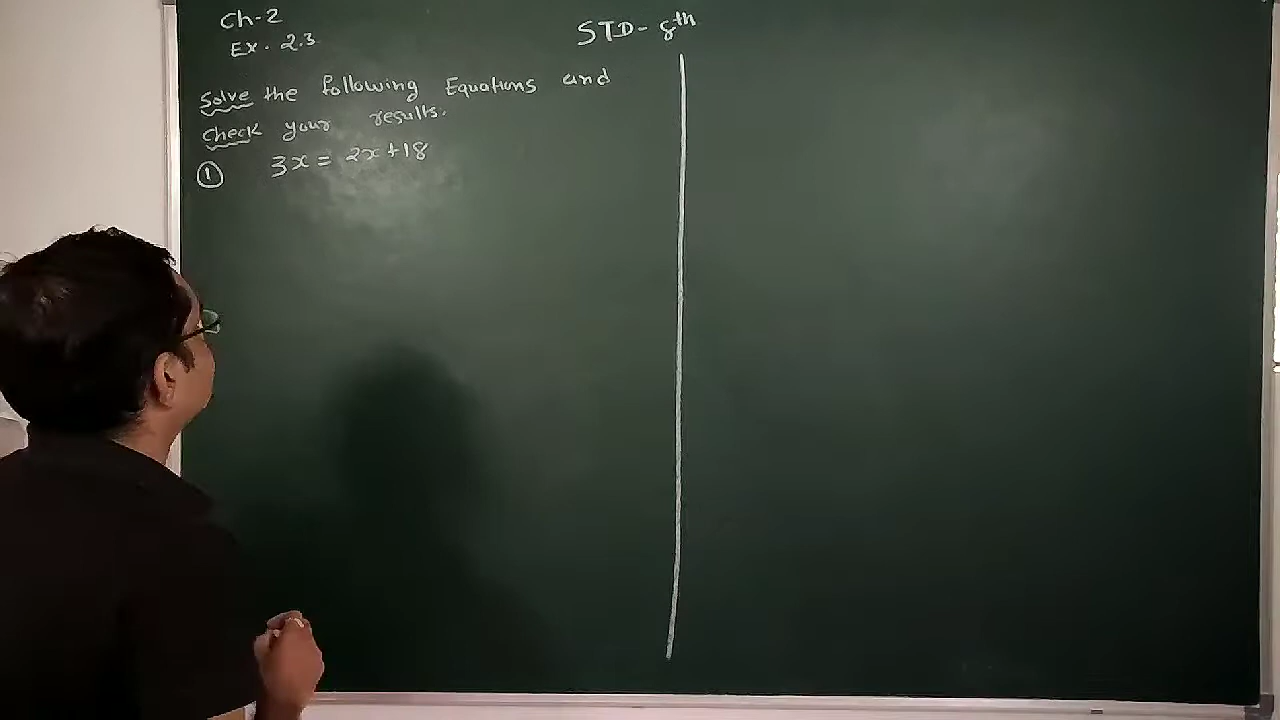 Ch-2
Ex. 2.3
STD- 8th
Solve the following Equations and
Check your results.
① 3x = 2x+18